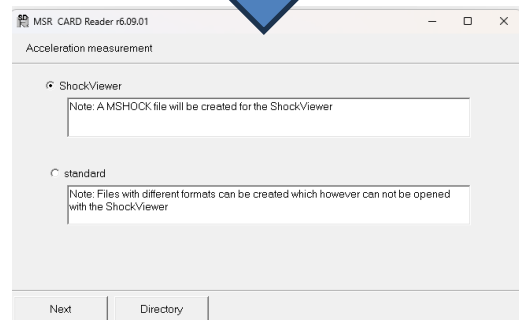 MSR CARD Reader r6.09.01
Acceleration measurement
ShockViewer
Note: A MSHOCK file will be created for the ShockViewer
standard
Note: Files with different formats can be created which however can not be opened
with the ShockViewer
Next Directory